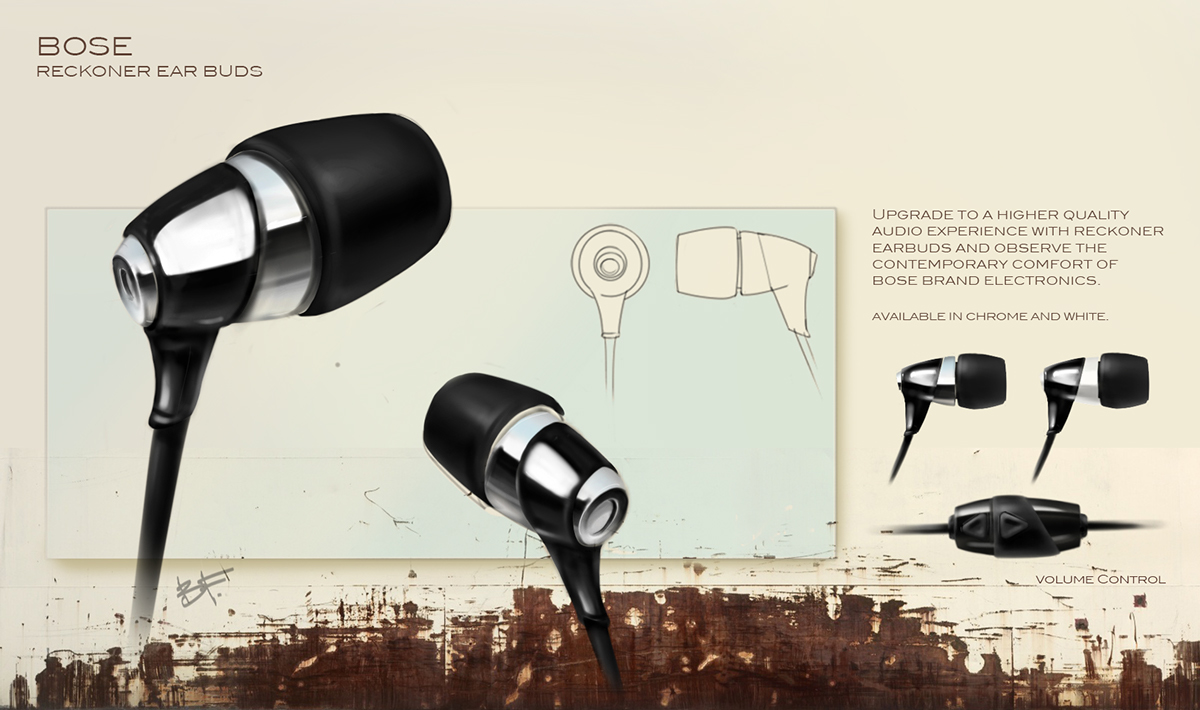 BOSE
RECKONER EAR BUDS
UPGRADE TO A HIGHER QUALITY
AUDIO EXPERIENCE WITH RECKONER
EARBUDS AND OBSERVE THE
CONTEMPORARY COMFORT OF
BOSE BRAND ELECTRONICS.
AVAILABLE IN CHROME AND WHITE.
VOLUME CONTROL